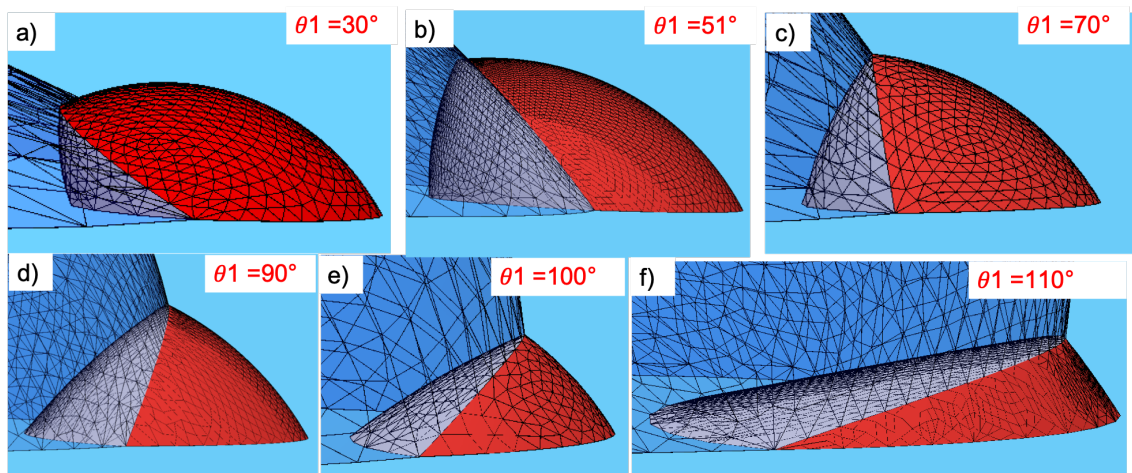 a)
θ1 =30°
b)
θ1 =51°
c)
θ1 =70°
d)
θ1 =90°
e)
θ1 =100°
f)
θ1 =110°